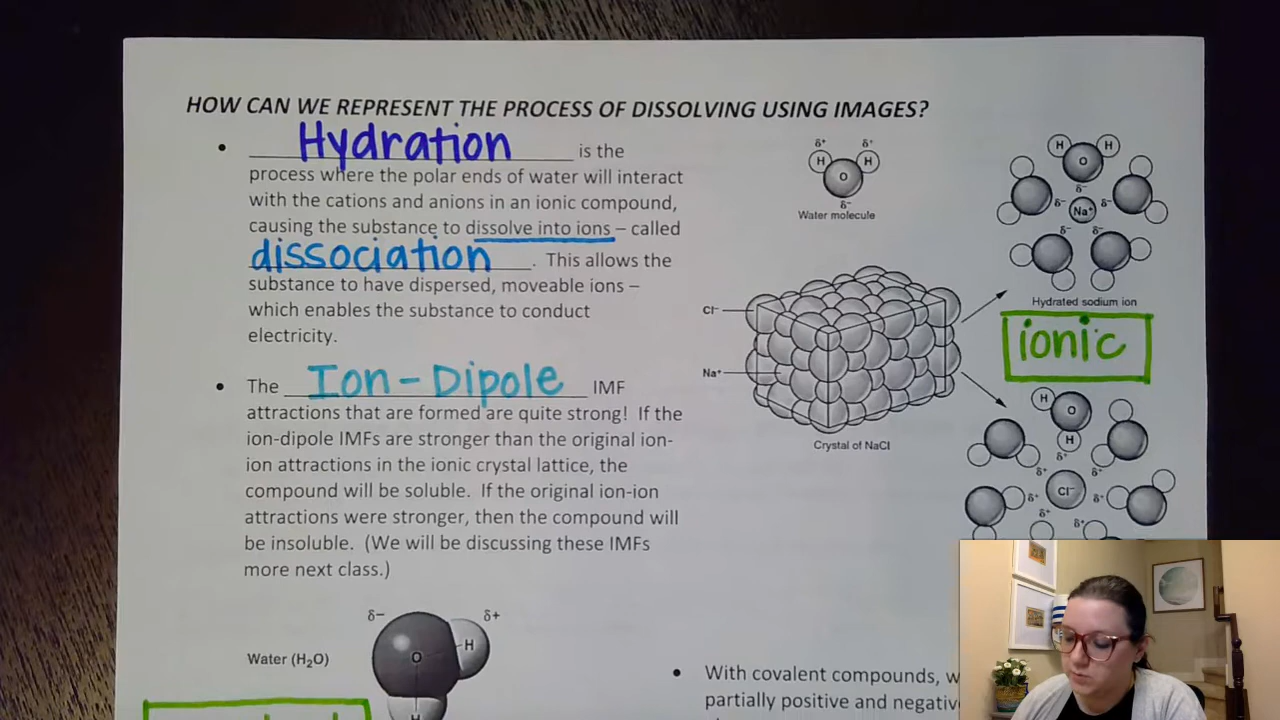 HOW CAN WE REPRESENT THE PROCESS OF DISSOLVING USING IMAGES?
• Hydration is the
process where the polar ends of water will interact
with the cations and anions in an ionic compound,
causing the substance to dissolve into ions – called
dissociation. This allows the
substance to have dispersed, moveable ions –
which enables the substance to conduct
electricity.
• The Ion-Dipole IMF
attractions that are formed are quite strong! If the
ion-dipole IMFs are stronger than the original ion-
ion attractions in the ionic crystal lattice, the
compound will be soluble. If the original ion-ion
attractions were stronger, then the compound will
be insoluble. (We will be discussing these IMFs
more next class.)
δ− δ+
H
Water (H₂O) O
H
δ+ δ+
H H
O
δ−
Water molecule
Cl⁻
Na⁺
Crystal of NaCl
H H
O
δ−
δ− Na⁺ δ−
δ− δ−
Hydrated sodium ion
ionic
H O
H
δ+
δ+ δ+
δ+ Cl⁻ δ+
δ+
δ+
• With covalent compounds,
partially positive and